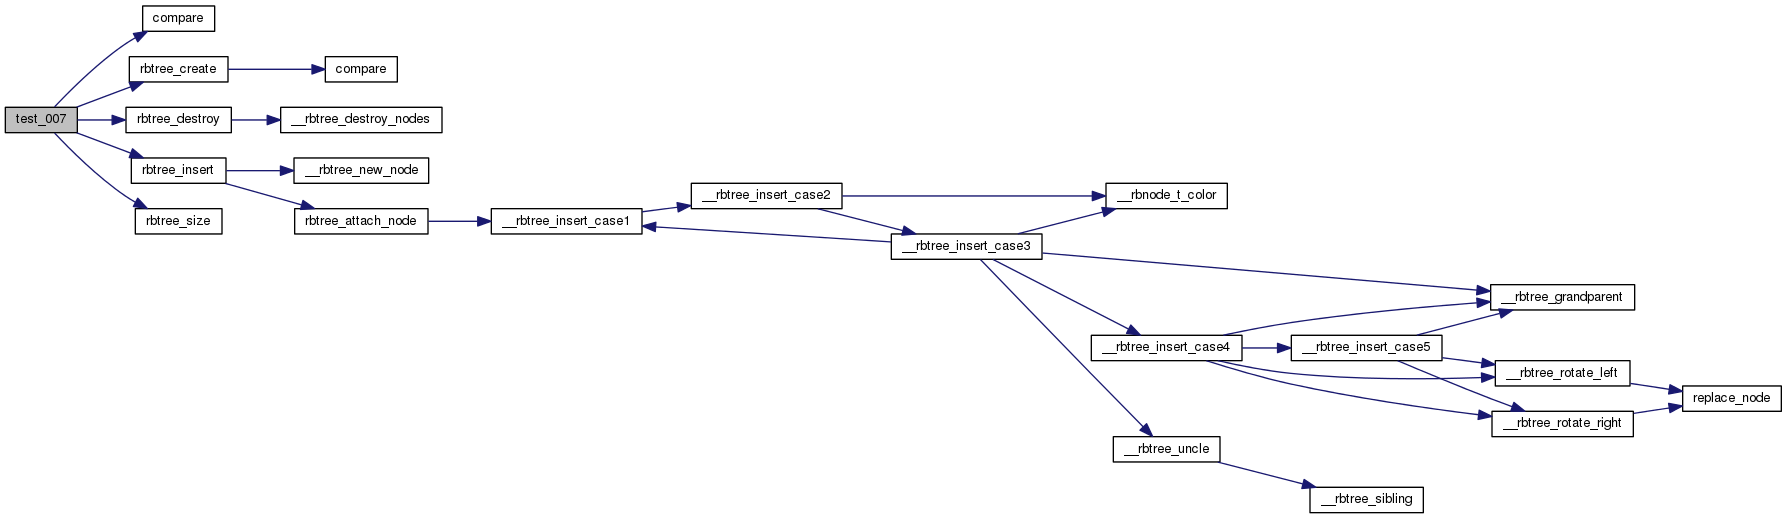 compare
rbtree_create
compare
test_007
rbtree_destroy
__rbtree_destroy_nodes
rbtree_insert
__rbtree_new_node
__rbtree_insert_case2
__rbnode_t_color
rbtree_size
rbtree_attach_node
__rbtree_insert_case1
__rbtree_insert_case3
__rbtree_grandparent
__rbtree_insert_case4
__rbtree_insert_case5
__rbtree_rotate_left
replace_node
__rbtree_rotate_right
__rbtree_uncle
__rbtree_sibling